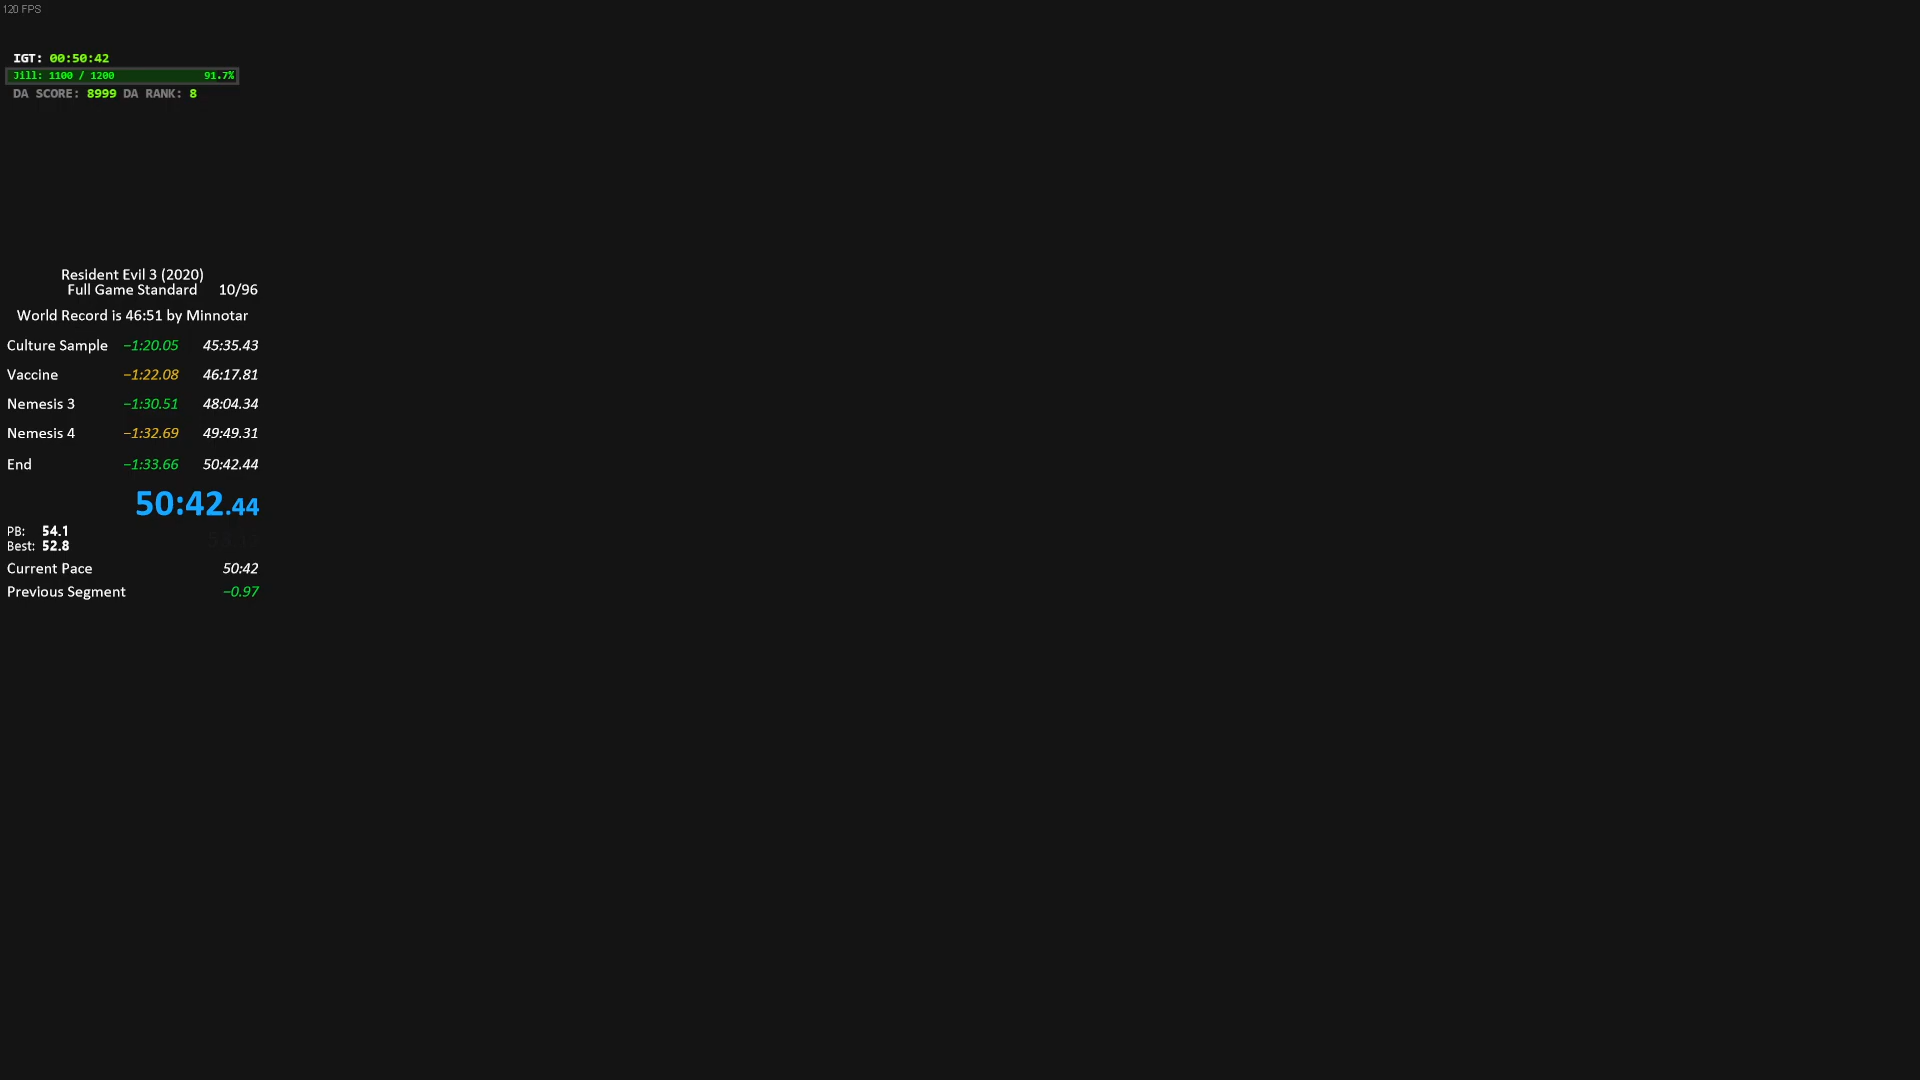 120 FPS
IGT: 00:50:42
Jill: 1100 / 1200 91.7%
DA SCORE: 8999 DA RANK: 8
Resident Evil 3 (2020)
Full Game Standard 10/96
World Record is 46:51 by Minnotar
Culture Sample −1:20.05 45:35.43
Vaccine −1:22.08 46:17.81
Nemesis 3 −1:30.51 48:04.34
Nemesis 4 −1:32.69 49:49.31
End −1:33.66 50:42.44
50:42.44
PB: 54.1
Best: 52.8
Current Pace 50:42
Previous Segment −0.97